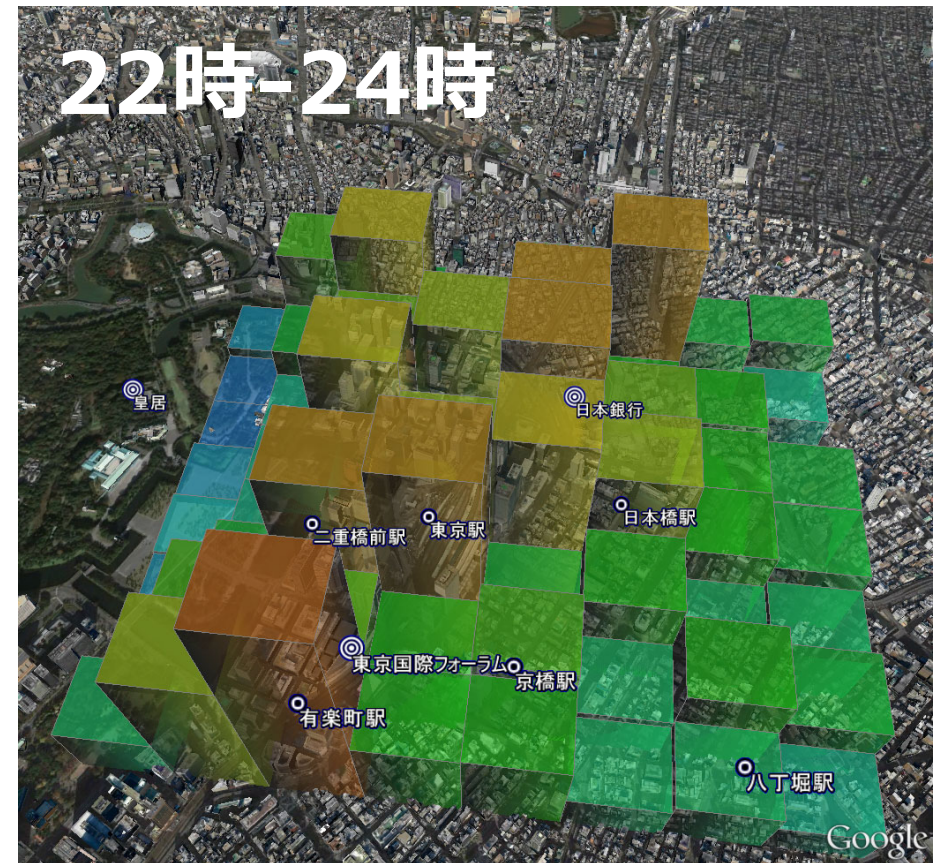 22時-24時
皇居
日本銀行
日本橋駅
二重橋前駅
東京駅
東京国際フォーラム
京橋駅
有楽町駅
八丁堀駅
Google